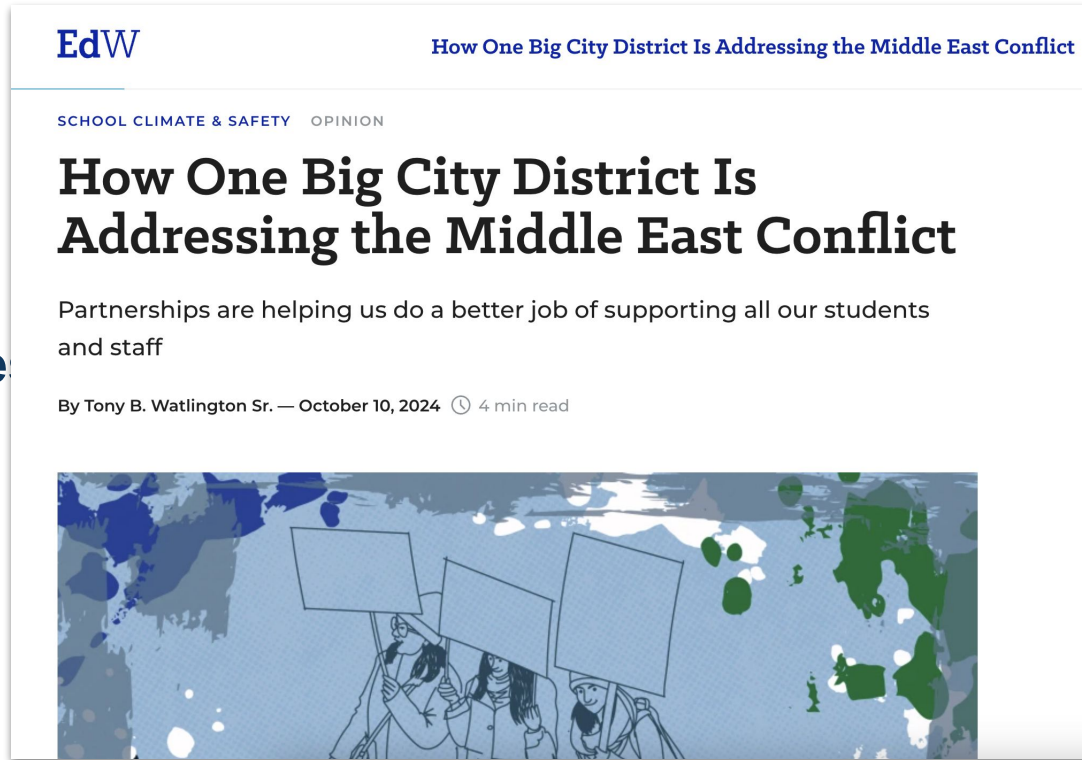 EdW
How One Big City District Is Addressing the Middle East Conflict
SCHOOL CLIMATE & SAFETY OPINION
How One Big City District Is
Addressing the Middle East Conflict
Partnerships are helping us do a better job of supporting all our students
and staff
By Tony B. Watlington Sr. — October 10, 2024 4 min read